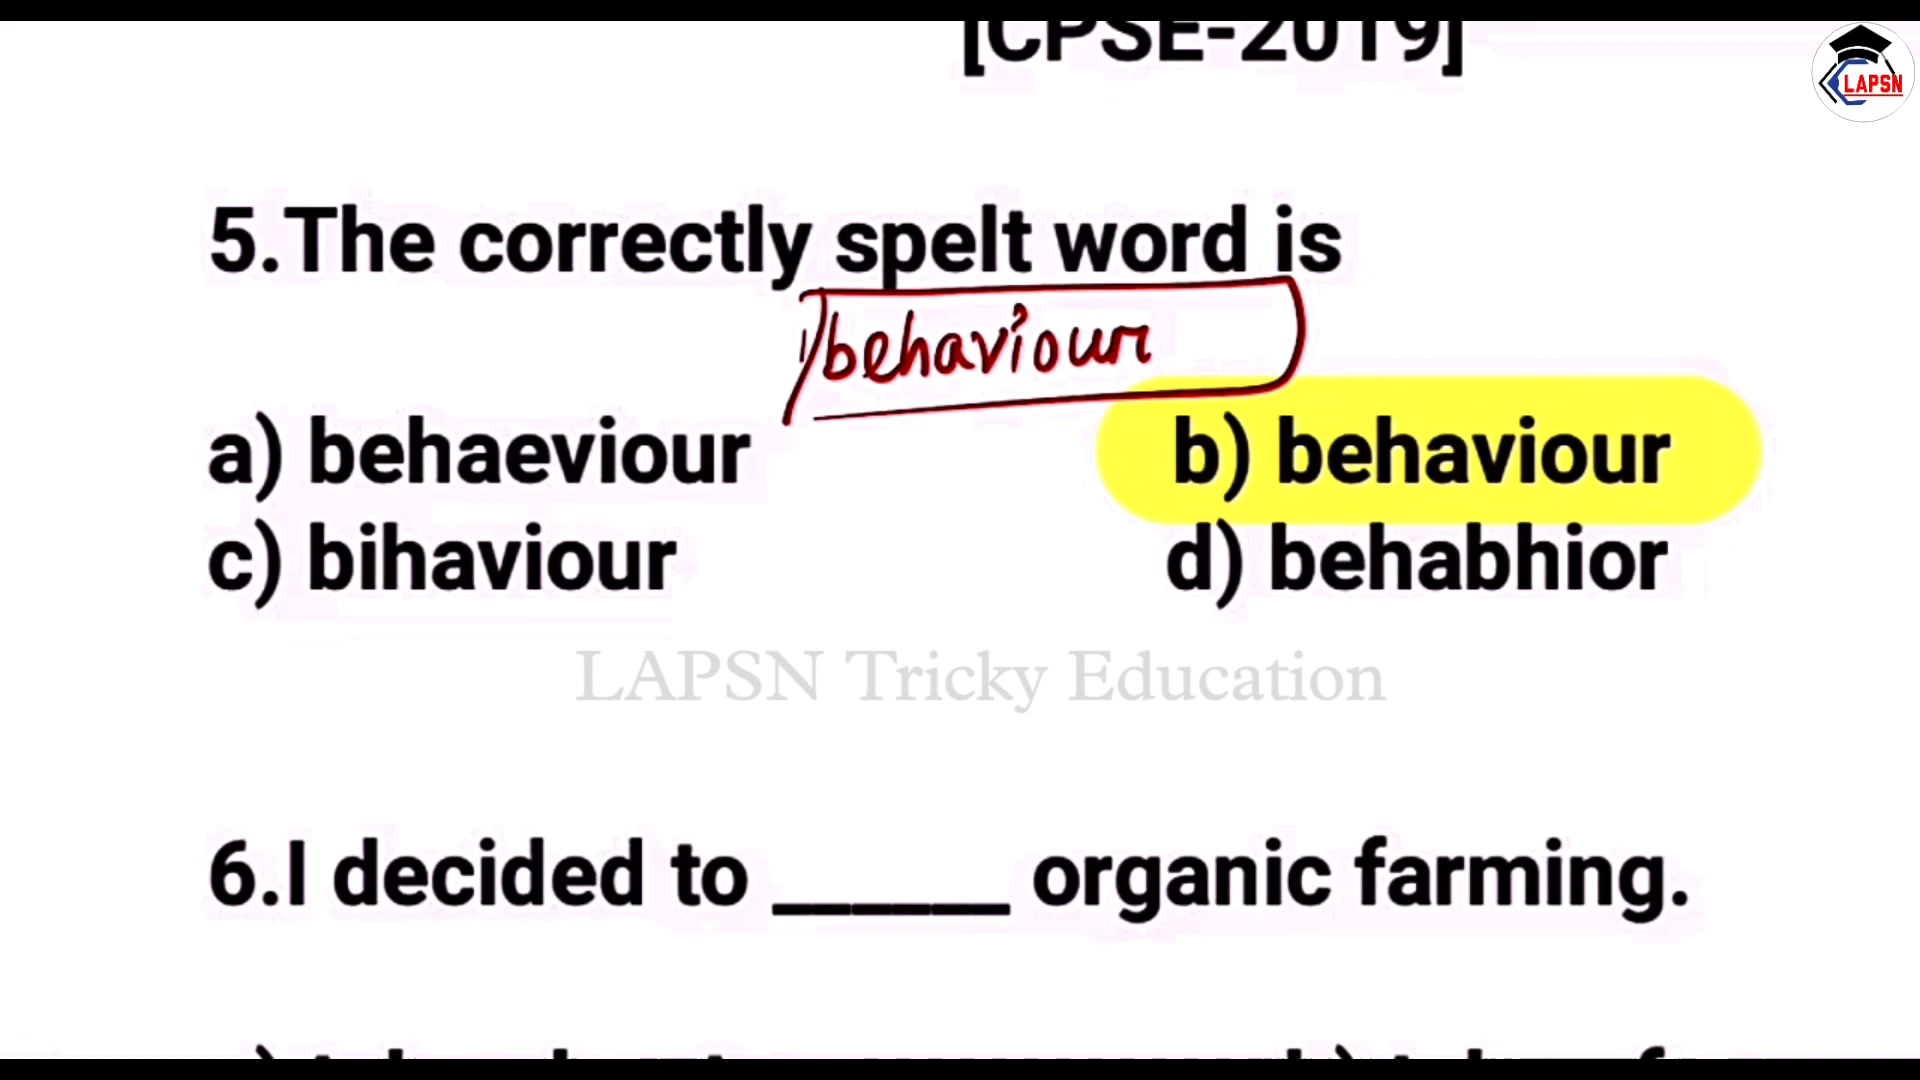 [CPSE-2019]
LAPSN
5.The correctly spelt word is
behaviour
a) behaeviour b) behaviour
c) bihaviour d) behabhior
LAPSN Tricky Education
6.I decided to ______ organic farming.